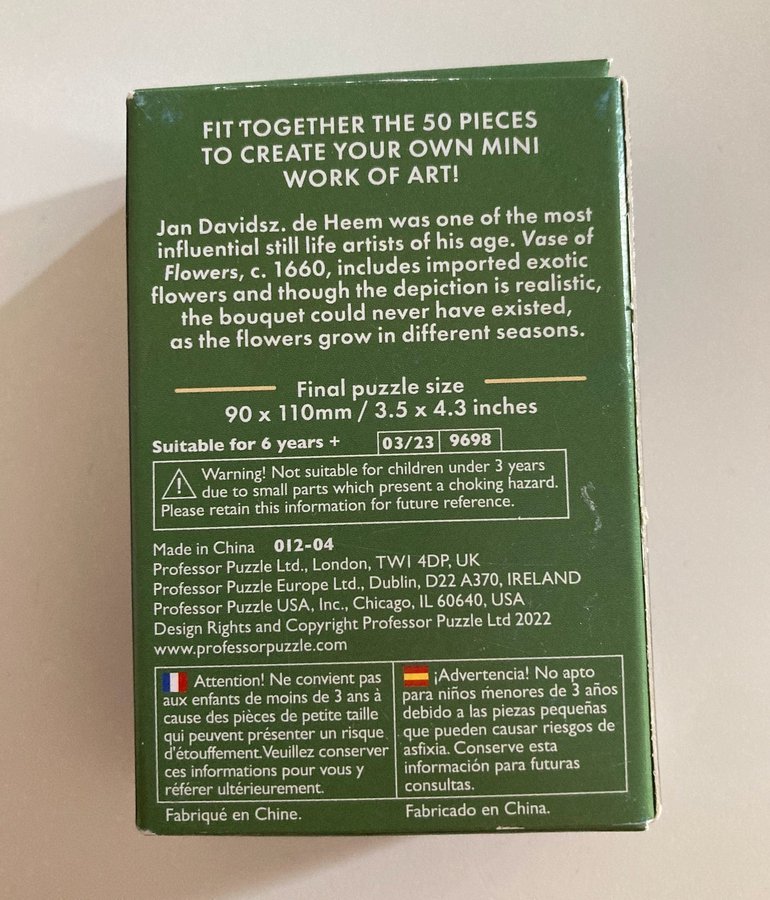 FIT TOGETHER THE 50 PIECES
TO CREATE YOUR OWN MINI
WORK OF ART!
Jan Davidsz. de Heem was one of the most
influential still life artists of his age. Vase of
Flowers, c. 1660, includes imported exotic
flowers and though the depiction is realistic,
the bouquet could never have existed,
as the flowers grow in different seasons.
Final puzzle size
90 x 110mm / 3.5 x 4.3 inches
Suitable for 6 years + 03/23 9698
Warning! Not suitable for children under 3 years
due to small parts which present a choking hazard.
Please retain this information for future reference.
Made in China 012-04
Professor Puzzle Ltd., London, TW1 4DP, UK
Professor Puzzle Europe Ltd., Dublin, D22 A370, IRELAND
Professor Puzzle USA, Inc., Chicago, IL 60640, USA
Design Rights and Copyright Professor Puzzle Ltd 2022
www.professorpuzzle.com
Attention! Ne convient pas
aux enfants de moins de 3 ans à
cause des pièces de petite taille
qui peuvent présenter un risque
d'étouffement.Veuillez conserver
ces informations pour vous y
référer ultérieurement.
Fabriqué en Chine.
¡Advertencia! No apto
para niños menores de 3 años
debido a las piezas pequeñas
que pueden causar riesgos de
asfixia. Conserve esta
información para futuras
consultas.
Fabricado en China.